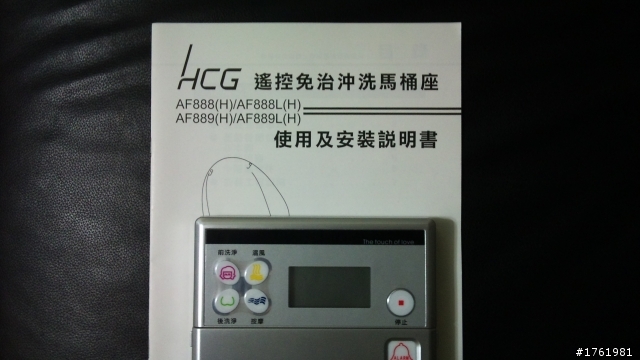 HCG 遙控免治沖洗馬桶座
AF888(H)/AF888L(H)
AF889(H)/AF889L(H)
使用及安裝說明書
The touch of love
前洗淨 溫風
後洗淨 按摩
停止
ALARM
#1761981